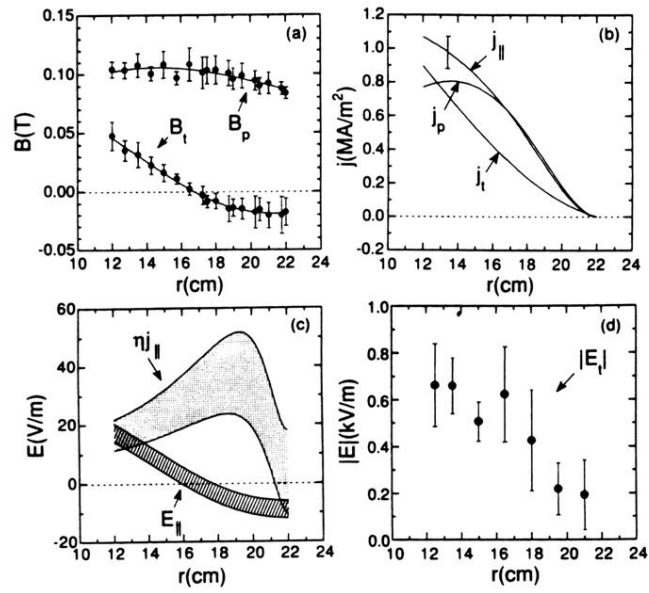 (a)
B(T)
0.15
0.10
0.05
0.00
-0.05
B_t
B_p
10 12 14 16 18 20 22 24
r(cm)
(b)
j(MA/m²)
1.2
1.0
0.8
0.6
0.4
0.2
0.0
-0.2
j_||
j_p
j_t
10 12 14 16 18 20 22 24
r(cm)
(c)
E(V/m)
60
40
20
0
-20
ηj_||
E_||
10 12 14 16 18 20 22 24
r(cm)
(d)
|E|(kV/m)
1.0
0.8
0.6
0.4
0.2
0.0
|E_t|
10 12 14 16 18 20 22 24
r(cm)